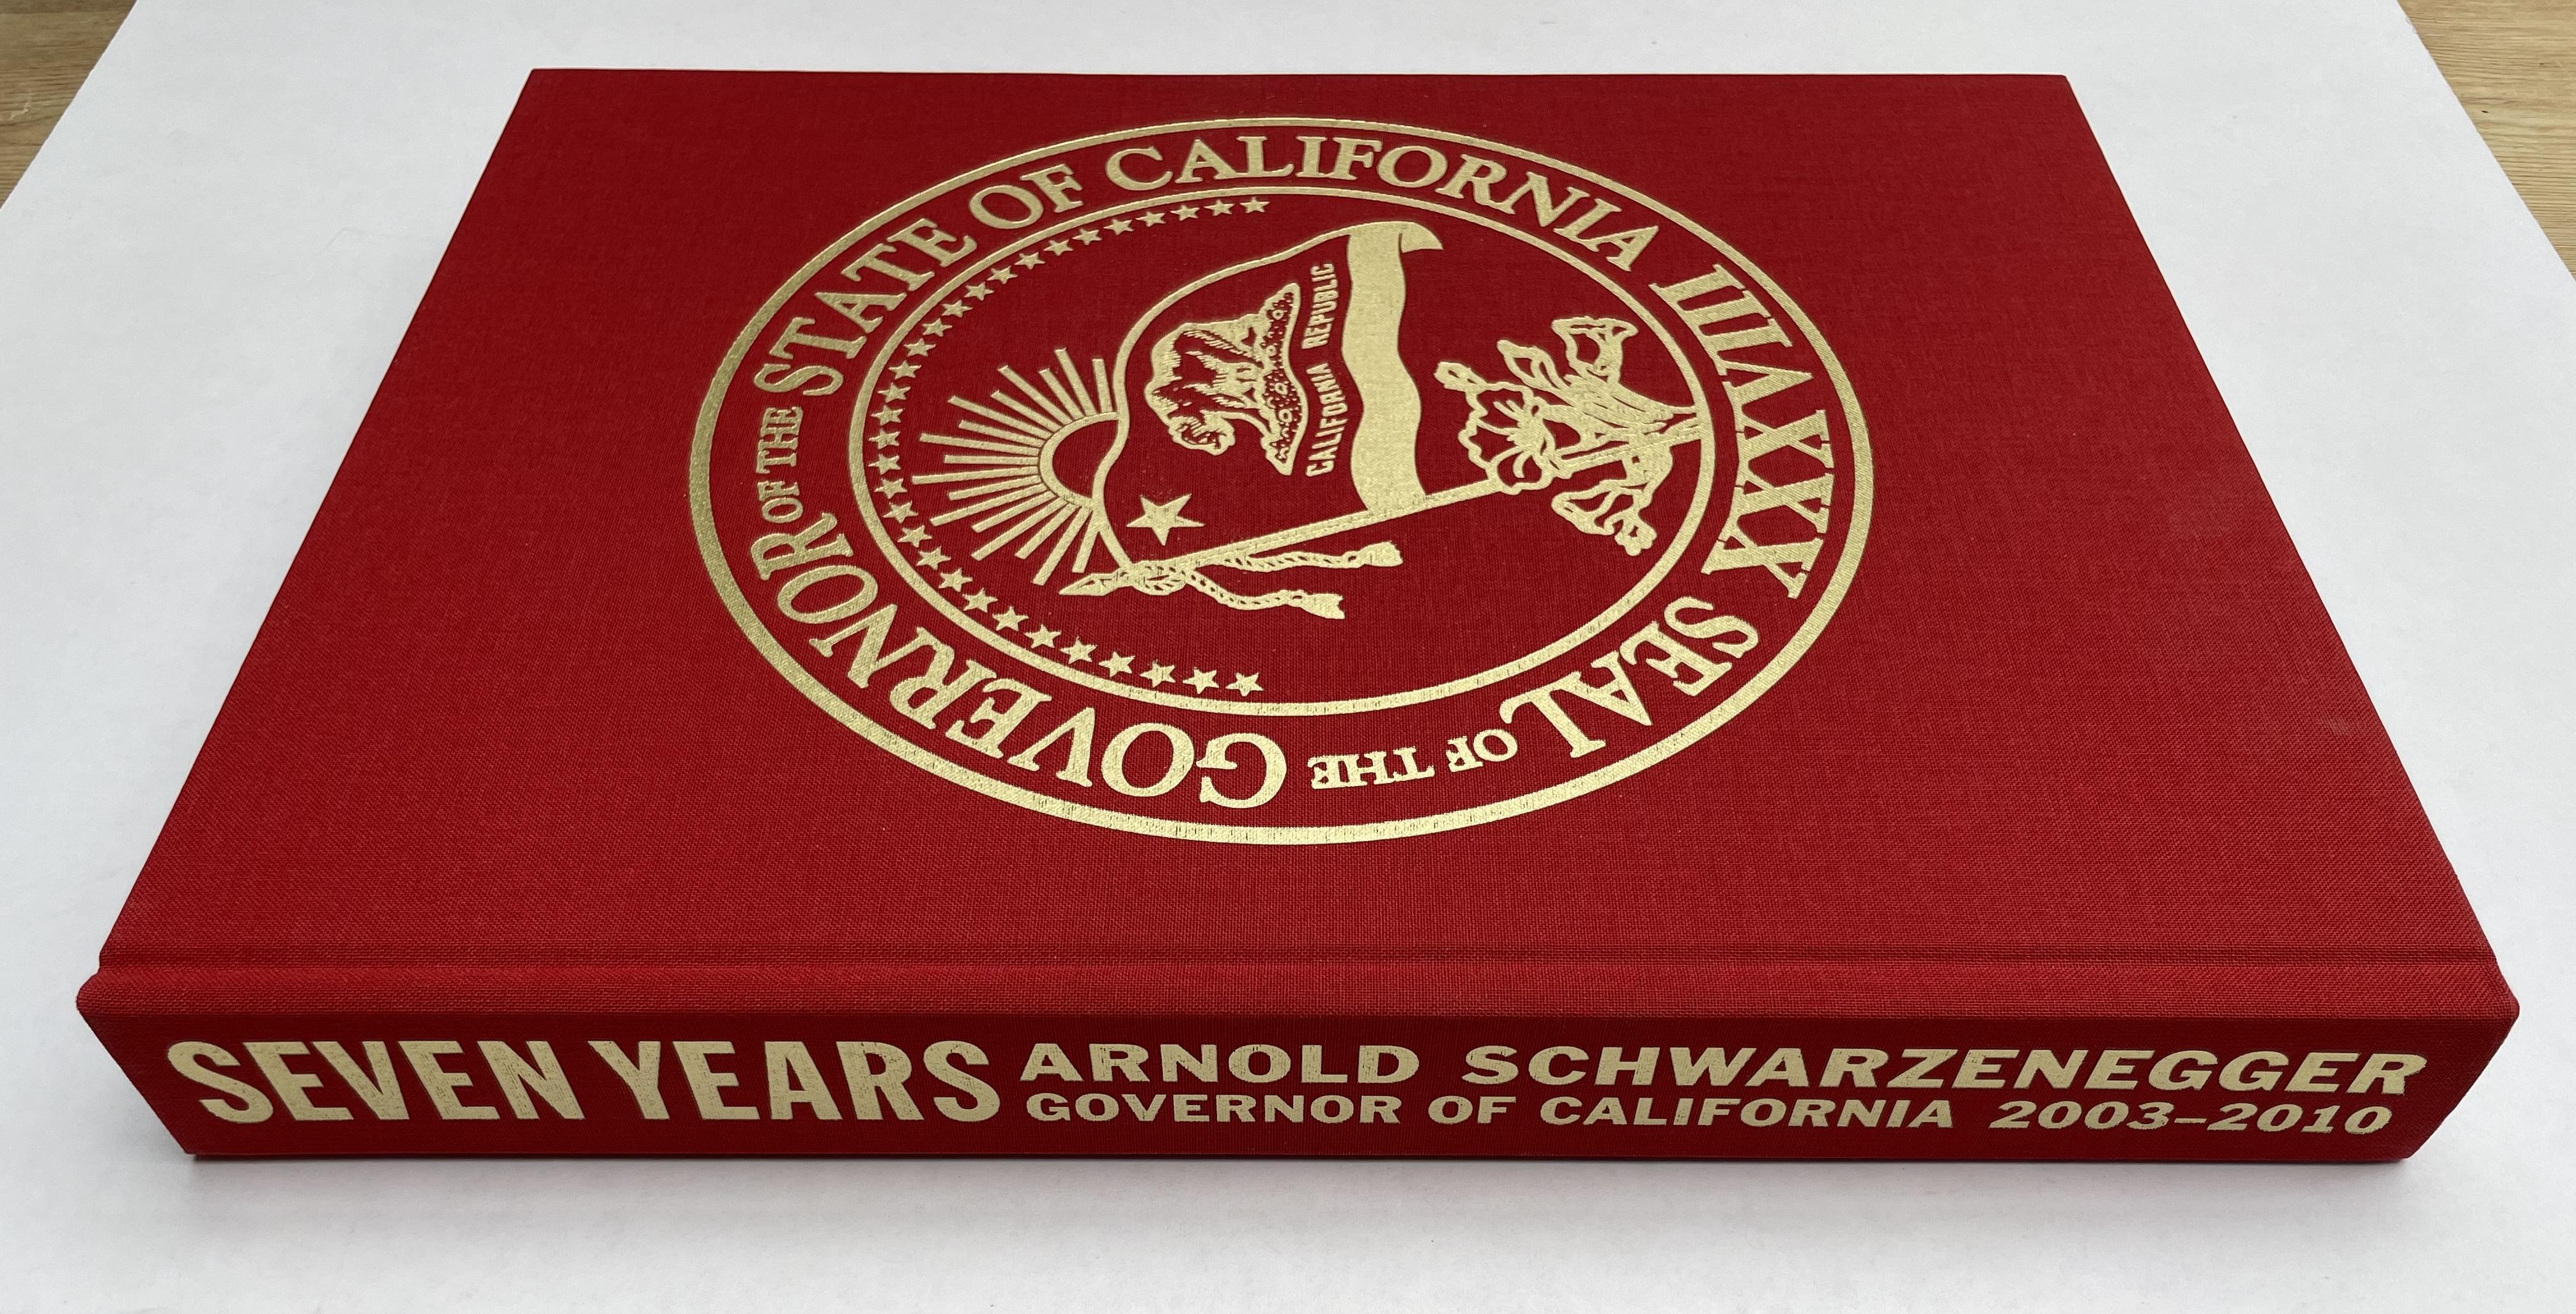 SEAL OF THE GOVERNOR OF THE STATE OF CALIFORNIA XXXVIII
CALIFORNIA REPUBLIC
SEVEN YEARS
ARNOLD SCHWARZENEGGER
GOVERNOR OF CALIFORNIA 2003–2010